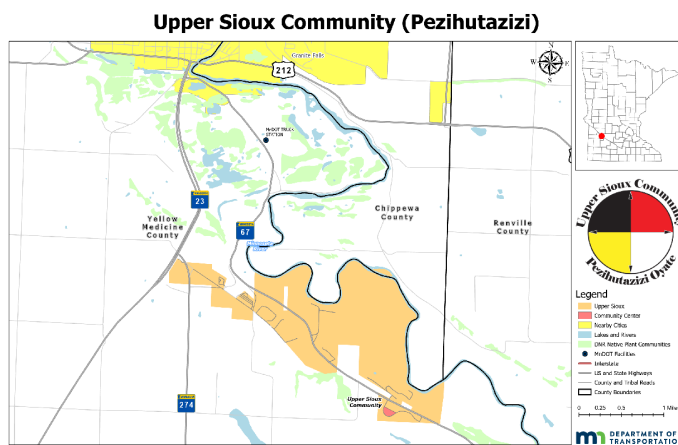 Upper Sioux Community (Pezihutazizi)
Granite Falls
212
N
W
E
S
MnDOT TRUCK
STATION
23
Chippewa
County
Yellow
Medicine
County
67
Renville
County
Upper Sioux
Community
274
Upper Sioux Community
Pezihutazizi Oyate
Legend
Upper Sioux
Community Center
Nearby Cities
Lakes and Rivers
DNR Native Plant Communities
MnDOT Facilities
Interstate
US and State Highways
County and Tribal Roads
County Boundaries
0 0.25 0.5 1 Mile
DEPARTMENT OF
TRANSPORTATIO